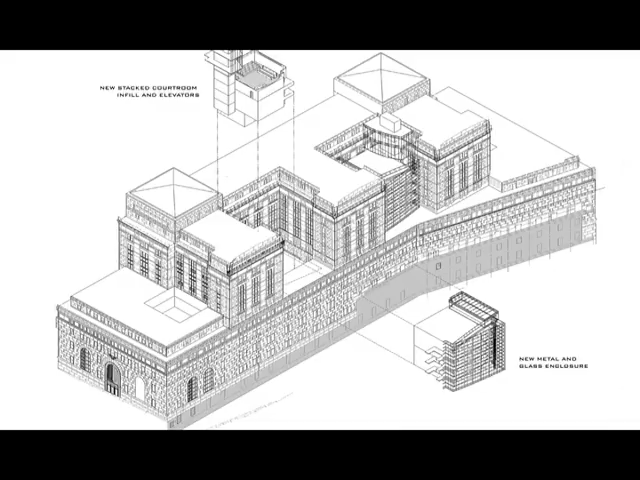 NEW STACKED COURTROOM
INFILL AND ELEVATORS
NEW METAL AND
GLASS ENCLOSURE